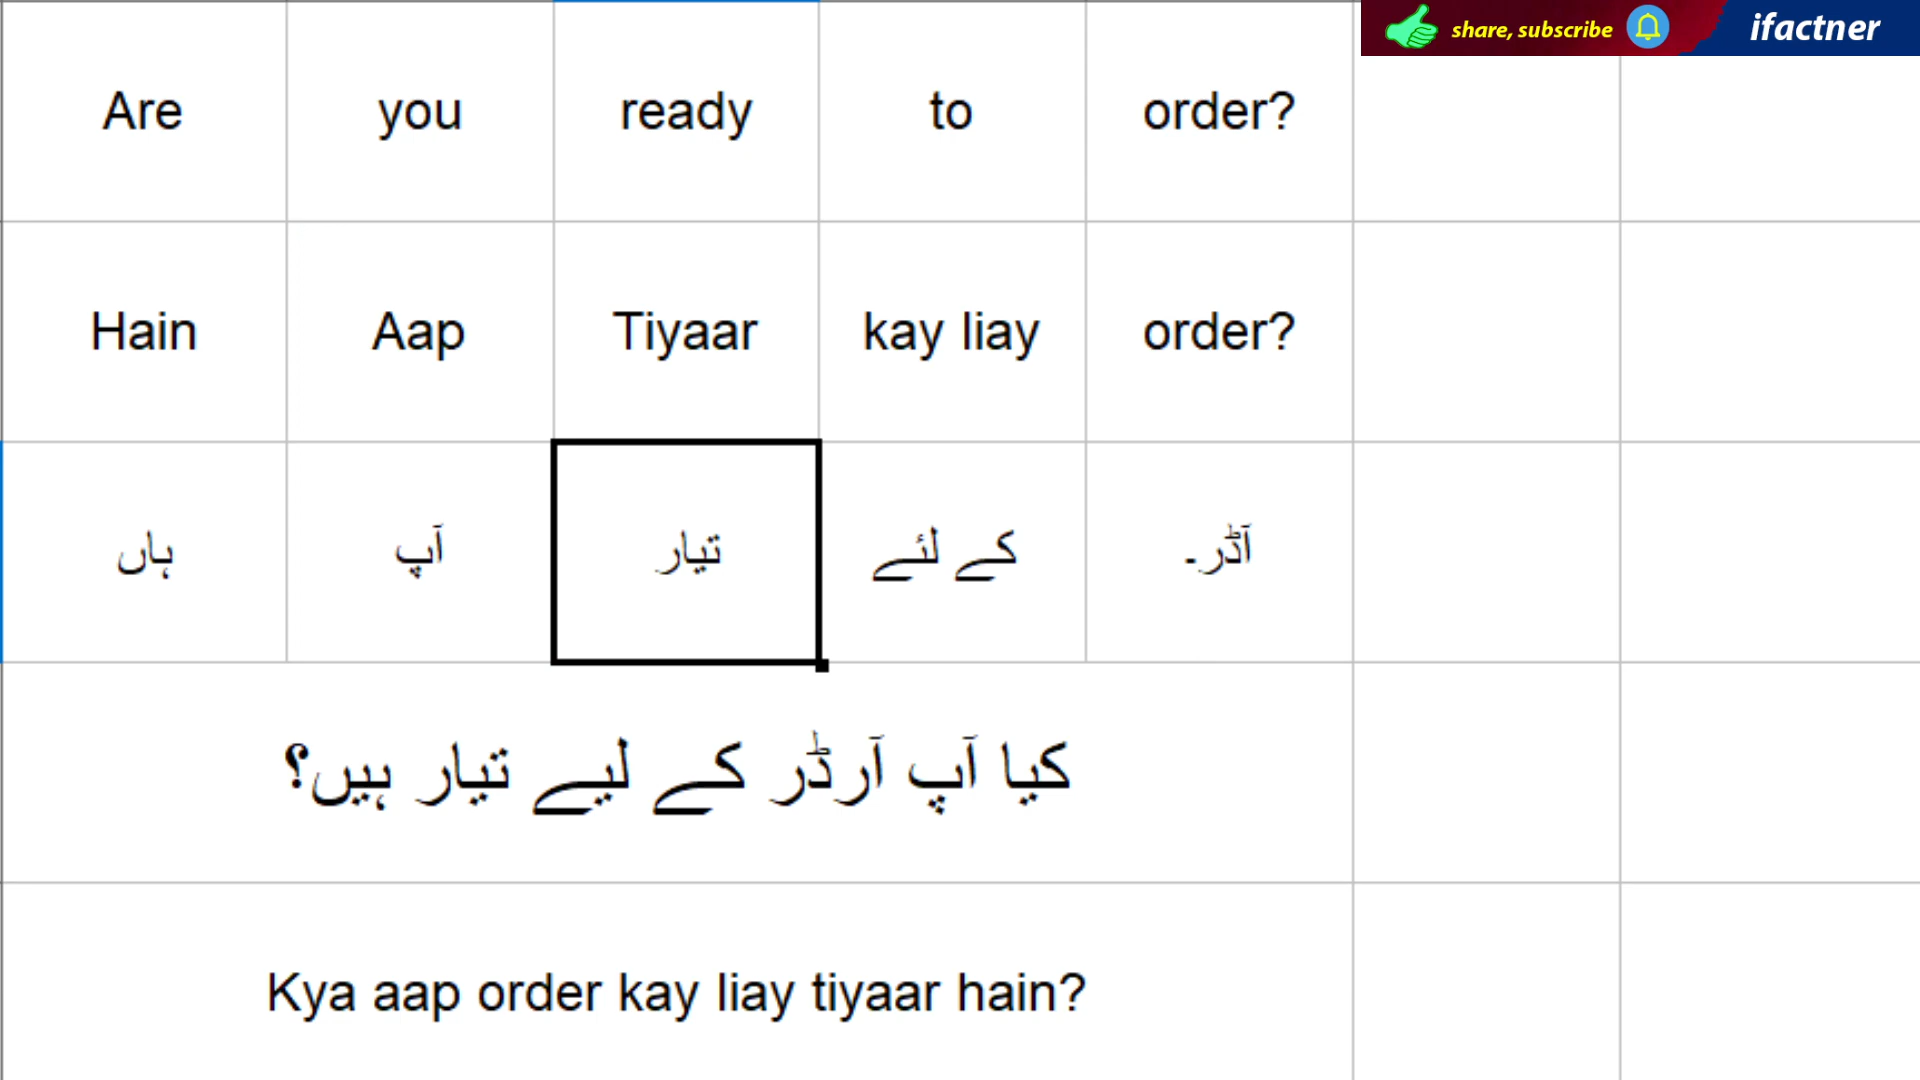 share, subscribe ifactner
Are you ready to order?
Hain Aap Tiyaar kay liay order?
ہاں آپ تیار کے لئے آڈر۔
کیا آپ آرڈر کے لیے تیار ہیں؟
Kya aap order kay liay tiyaar hain?